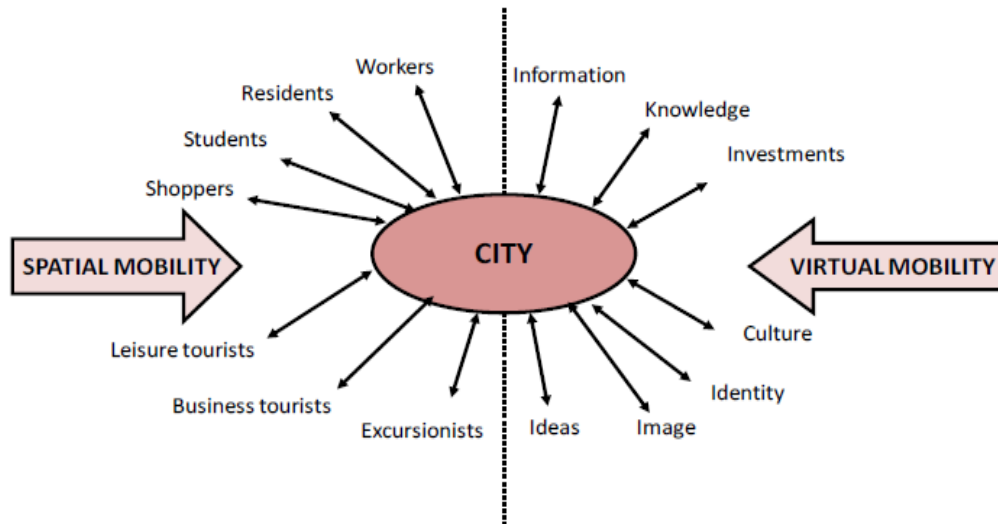 Workers
Information
Residents
Knowledge
Students
Investments
Shoppers
CITY
SPATIAL MOBILITY
VIRTUAL MOBILITY
Culture
Leisure tourists
Identity
Business tourists
Excursionists
Ideas
Image